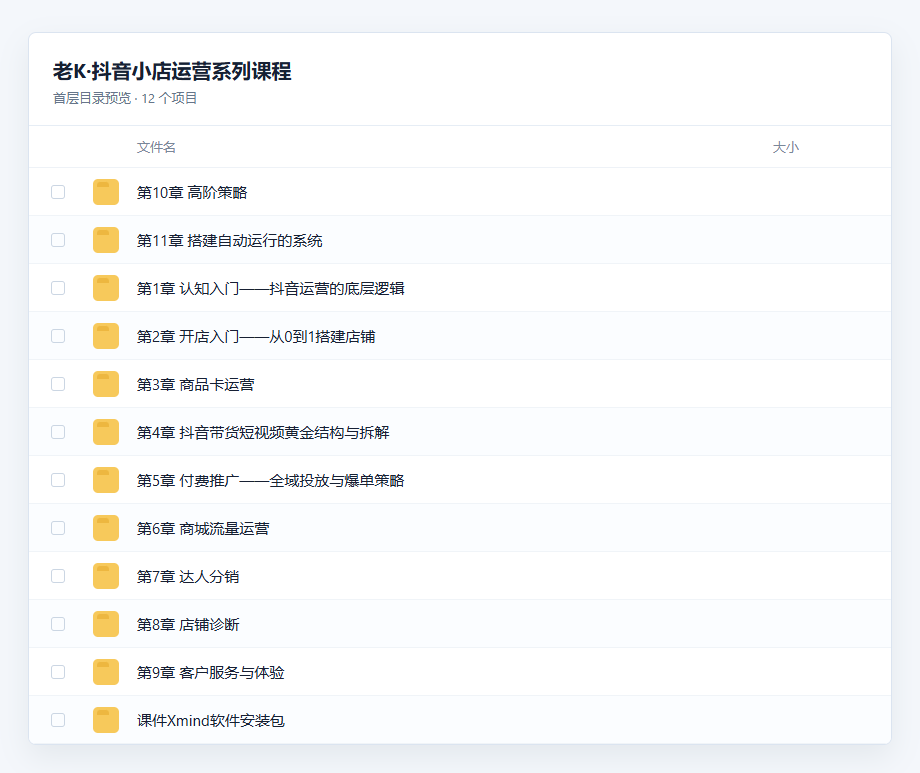 老K·抖音小店运营系列课程
首层目录预览 · 12 个项目
文件名 大小
第10章 高阶策略
第11章 搭建自动运行的系统
第1章 认知入门——抖音运营的底层逻辑
第2章 开店入门——从0到1搭建店铺
第3章 商品卡运营
第4章 抖音带货短视频黄金结构与拆解
第5章 付费推广——全域投放与爆单策略
第6章 商城流量运营
第7章 达人分销
第8章 店铺诊断
第9章 客户服务与体验
课件Xmind软件安装包